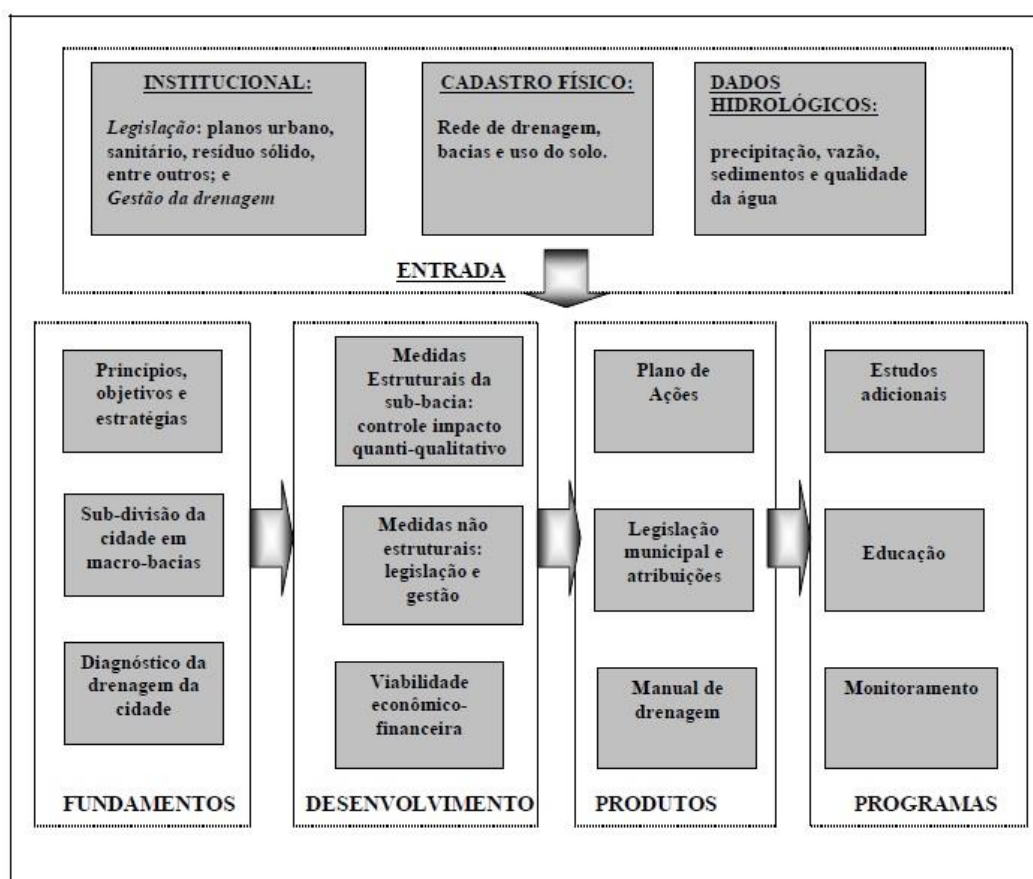 INSTITUCIONAL:
Legislação: planos urbano,
sanitário, resíduo sólido,
entre outros; e
Gestão da drenagem
CADASTRO FÍSICO:
Rede de drenagem,
bacias e uso do solo.
DADOS
HIDROLÓGICOS:
precipitação, vazão,
sedimentos e qualidade
da água
ENTRADA
Princípios,
objetivos e
estratégias
Sub-divisão da
cidade em
macro-bacias
Diagnóstico da
drenagem da
cidade
FUNDAMENTOS
Medidas
Estruturais da
sub-bacia:
controle impacto
quanti-qualitativo
Medidas não
estruturais:
legislação e
gestão
Viabilidade
econômico-
financeira
DESENVOLVIMENTO
Plano de
Ações
Legislação
municipal e
atribuições
Manual de
drenagem
PRODUTOS
Estudos
adicionais
Educação
Monitoramento
PROGRAMAS